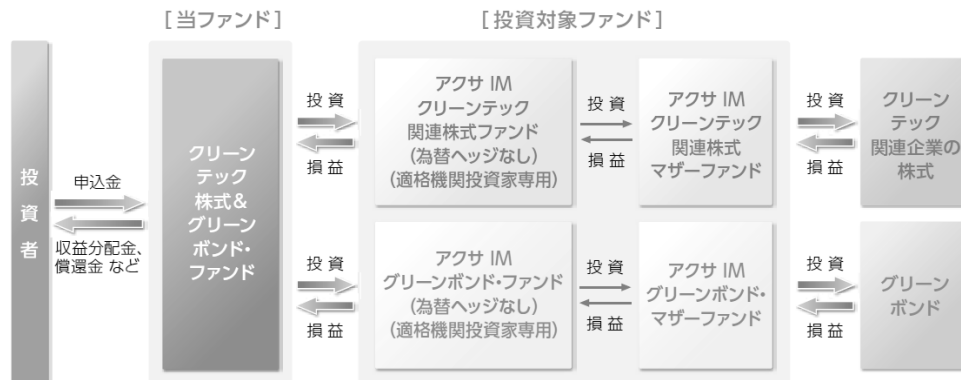 [当ファンド]
[投資対象ファンド]
投資者
申込金
収益分配金、
償還金 など
クリーン
テック
株式&
グリーン
ボンド・
ファンド
投資
損益
アクサ IM
クリーンテック
関連株式ファンド
(為替ヘッジなし)
(適格機関投資家専用)
投資
損益
アクサ IM
クリーンテック
関連株式
マザーファンド
投資
損益
クリーン
テック
関連企業の
株式
投資
損益
アクサ IM
グリーンボンド・ファンド
(為替ヘッジなし)
(適格機関投資家専用)
投資
損益
アクサ IM
グリーンボンド・
マザーファンド
投資
損益
グリーン
ボンド